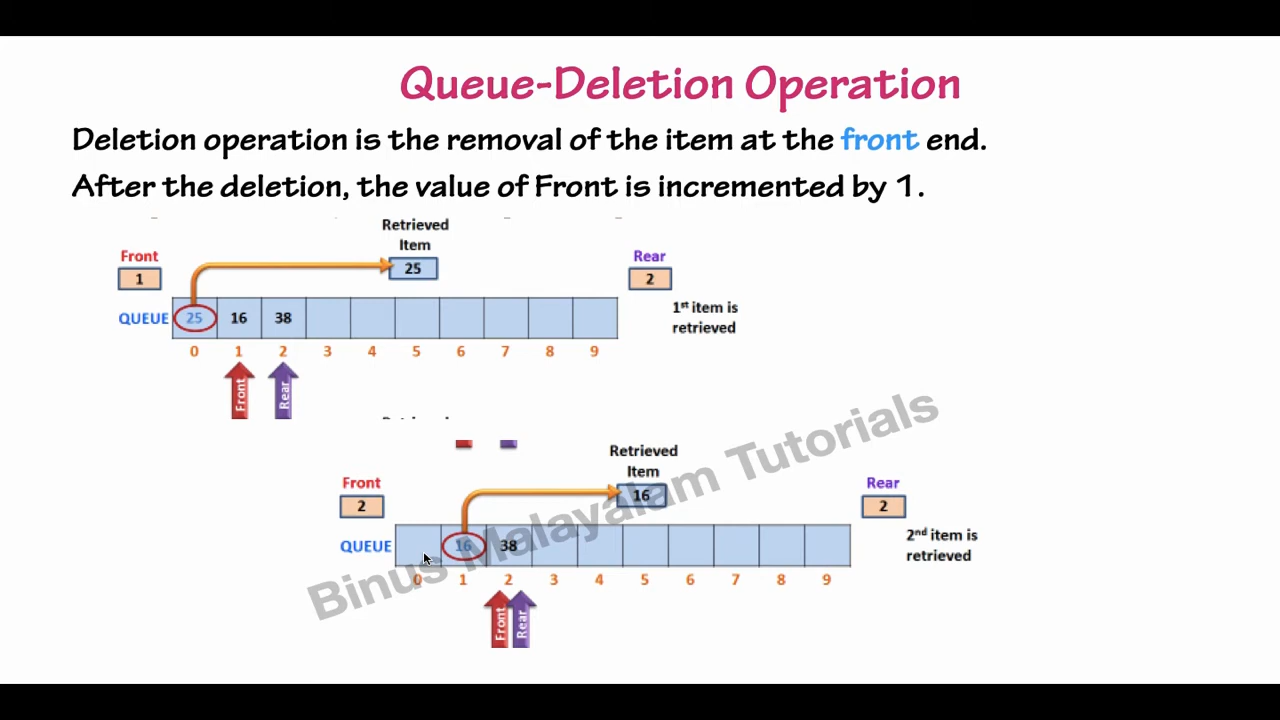 Queue-Deletion Operation
Deletion operation is the removal of the item at the front end.
After the deletion, the value of Front is incremented by 1.
Retrieved
Item
Front
25
Rear
1
2
QUEUE 25 16 38
1st item is
retrieved
0 1 2 3 4 5 6 7 8 9
Front Rear
Retrieved
Item
Front
16
Rear
2
2
QUEUE 16 38
2nd item is
retrieved
0 1 2 3 4 5 6 7 8 9
Front Rear
Binus Malayalam Tutorials